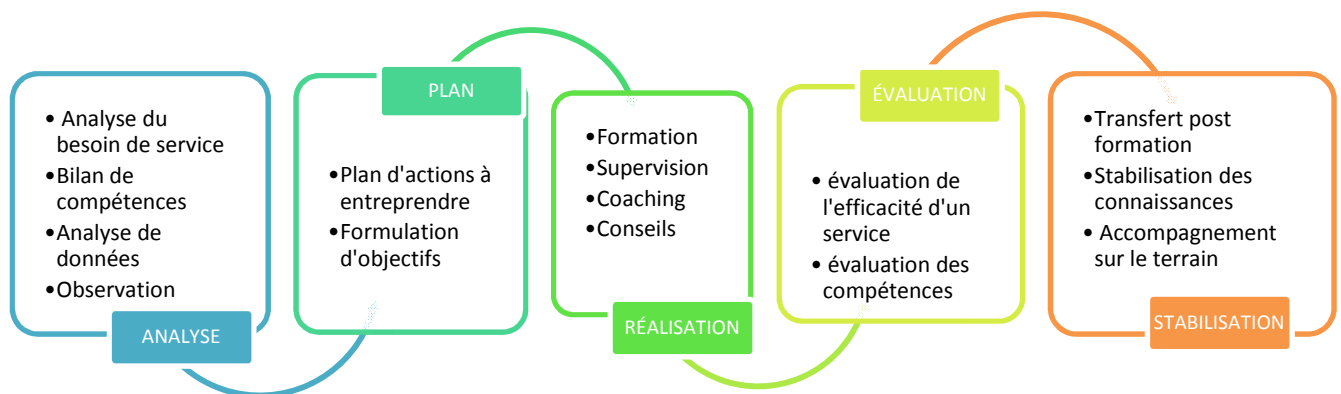 • Analyse du
besoin de service
•Bilan de
compétences
•Analyse de
données
•Observation
ANALYSE
PLAN
•Plan d'actions à
entreprendre
•Formulation
d'objectifs
•Formation
•Supervision
•Coaching
•Conseils
RÉALISATION
ÉVALUATION
• évaluation de
l'efficacité d'un
service
• évaluation des
compétences
•Transfert post
formation
•Stabilisation des
connaissances
• Accompagnement
sur le terrain
STABILISATION